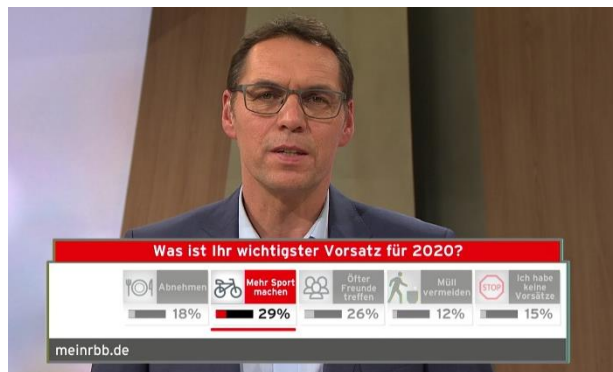 Was ist Ihr wichtigster Vorsatz für 2020?
Abnehmen
18%
Mehr Sport
machen
29%
Öfter
Freunde
treffen
26%
Müll
vermeiden
12%
STOP
Ich habe
keine
Vorsätze
15%
meinrbb.de